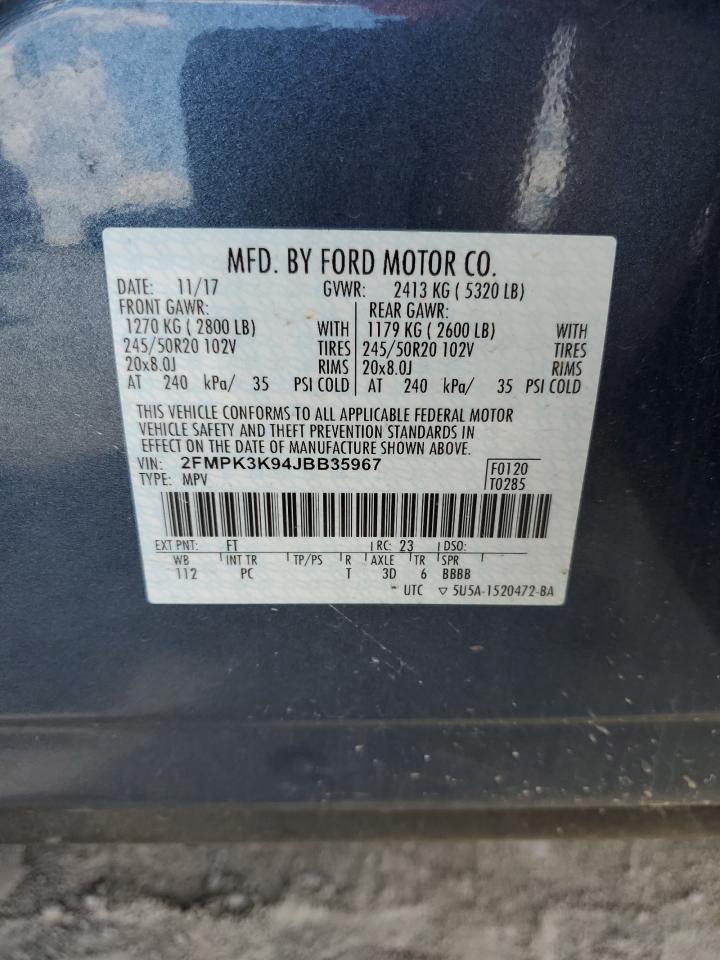 MFD. BY FORD MOTOR CO.
DATE: 11/17 GVWR: 2413 KG ( 5320 LB)
FRONT GAWR: REAR GAWR:
1270 KG ( 2800 LB) WITH 1179 KG ( 2600 LB) WITH
245/50R20 102V TIRES 245/50R20 102V TIRES
20x8.0J RIMS 20x8.0J RIMS
AT 240 kPa/ 35 PSI COLD AT 240 kPa/ 35 PSI COLD
THIS VEHICLE CONFORMS TO ALL APPLICABLE FEDERAL MOTOR
VEHICLE SAFETY AND THEFT PREVENTION STANDARDS IN
EFFECT ON THE DATE OF MANUFACTURE SHOWN ABOVE.
VIN: 2FMPK3K94JBB35967 F0120
TYPE: MPV T0285
EXT PNT: FT RC: 23 DSO:
WB INT TR TP/PS R AXLE TR SPR
112 PC T 3D 6 BBBB
UTC ▽ 5U5A-1520472-BA